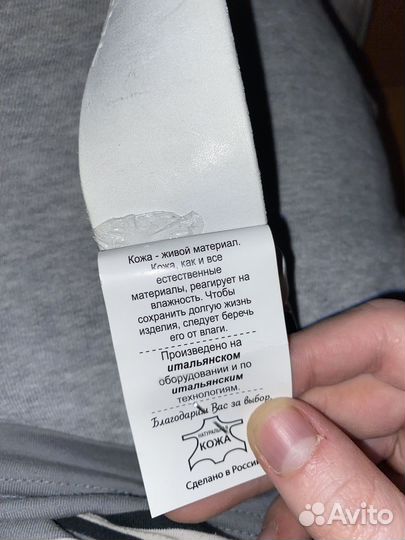 Кожа - живой материал.
Кожа, как и все
естественные
материалы, реагирует на
влажность. Чтобы
сохранить долгую жизнь
изделия, следует беречь
его от влаги.
Произведено на
итальянском
оборудовании и по
итальянским
технологиям.
Благодарим Вас за выбор.
НАТУРАЛЬНАЯ
КОЖА
Сделано в России
Avito